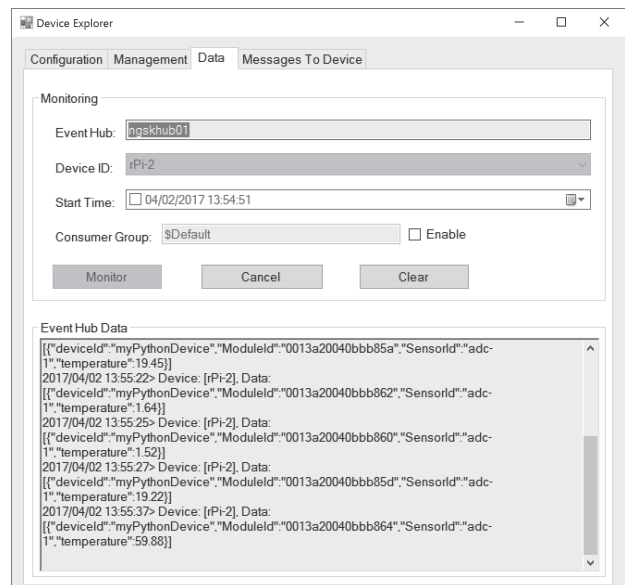 Device Explorer
Configuration Management Data Messages To Device
Monitoring
Event Hub: ngskhub01
Device ID: rPi-2
Start Time: 04/02/2017 13:54:51
Consumer Group: $Default Enable
Monitor Cancel Clear
Event Hub Data
[{"deviceId":"myPythonDevice","ModuleId":"0013a20040bbb85a","SensorId":"adc-
1","temperature":19.45}]
2017/04/02 13:55:22> Device: [rPi-2], Data:
[{"deviceId":"myPythonDevice","ModuleId":"0013a20040bbb862","SensorId":"adc-
1","temperature":1.64}]
2017/04/02 13:55:25> Device: [rPi-2], Data:
[{"deviceId":"myPythonDevice","ModuleId":"0013a20040bbb860","SensorId":"adc-
1","temperature":1.52}]
2017/04/02 13:55:27> Device: [rPi-2], Data:
[{"deviceId":"myPythonDevice","ModuleId":"0013a20040bbb85d","SensorId":"adc-
1","temperature":19.22}]
2017/04/02 13:55:37> Device: [rPi-2], Data:
[{"deviceId":"myPythonDevice","ModuleId":"0013a20040bbb864","SensorId":"adc-
1","temperature":59.88}]